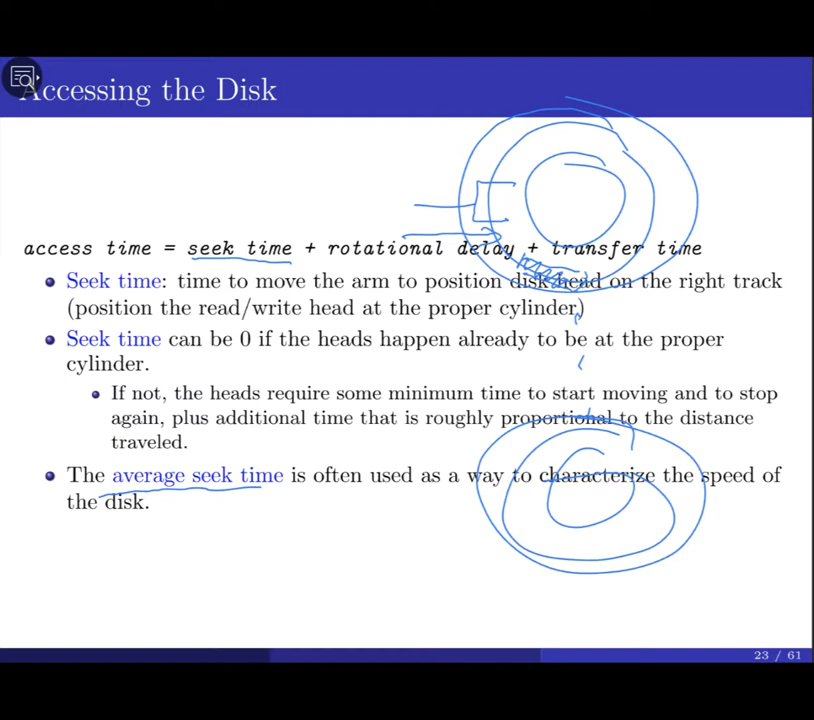 Accessing the Disk
access time = seek time + rotational delay + transfer time
Seek time: time to move the arm to position disk head on the right track
(position the read/write head at the proper cylinder)
Seek time can be 0 if the heads happen already to be at the proper
cylinder.
If not, the heads require some minimum time to start moving and to stop
again, plus additional time that is roughly proportional to the distance
traveled.
The average seek time is often used as a way to characterize the speed of
the disk.
23 / 61